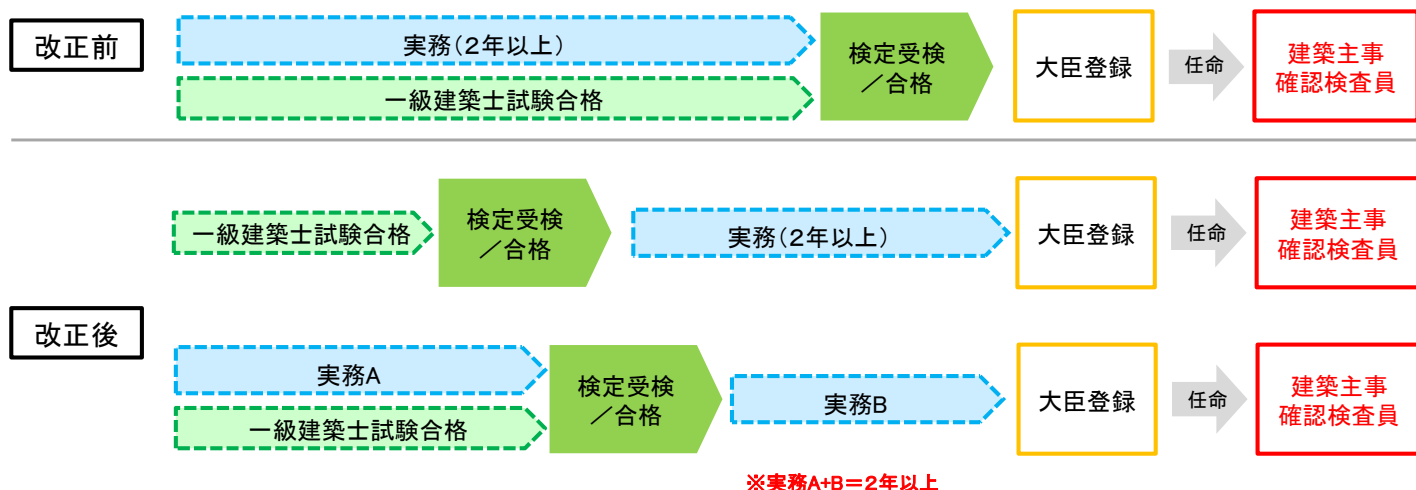 改正前
実務(2年以上)
一級建築士試験合格
検定受検
／合格
大臣登録
任命
建築主事
確認検査員
一級建築士試験合格
検定受検
／合格
実務(2年以上)
大臣登録
任命
建築主事
確認検査員
改正後
実務A
一級建築士試験合格
検定受検
／合格
実務B
大臣登録
任命
建築主事
確認検査員
※実務A+B＝2年以上